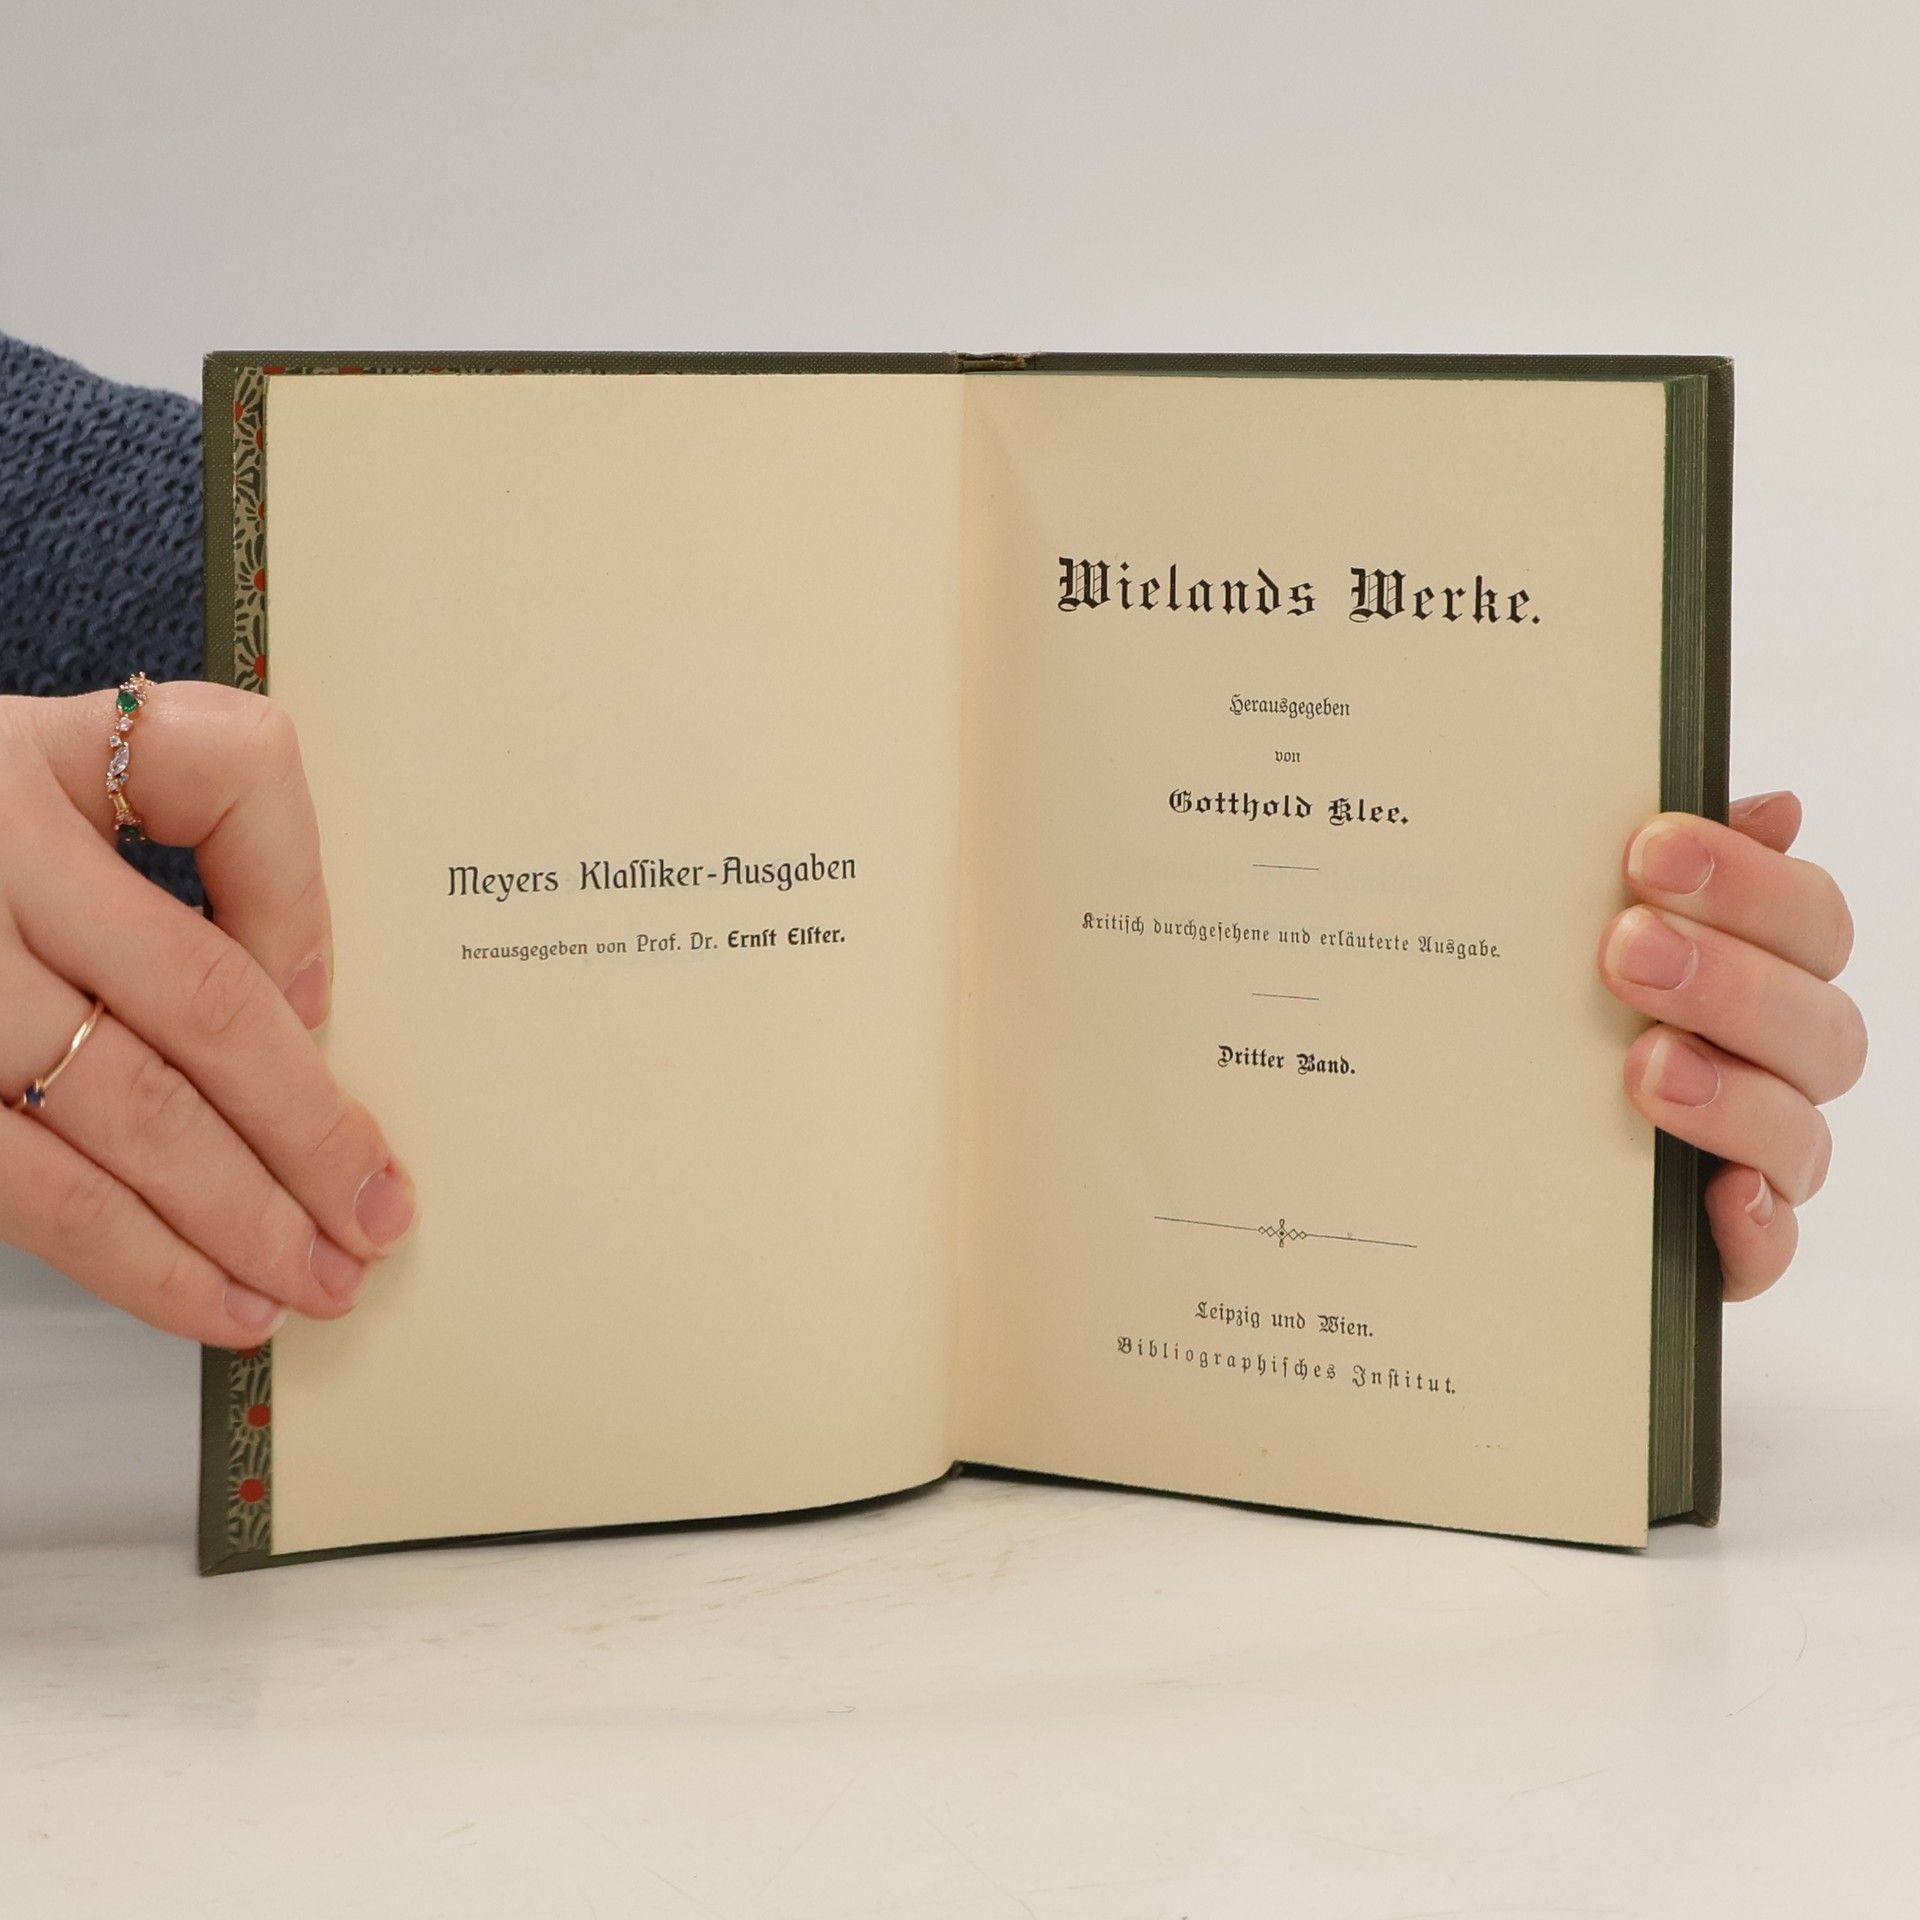 Meyers Klaſſiker-Ausgaben
herausgegeben von Prof. Dr. Ernſt Elſter.
Wielands Werke.
Herausgegeben
von
Gotthold Klee.
Kritiſch durchgeſehene und erläuterte Ausgabe.
Dritter Band.
Leipzig und Wien.
Bibliographiſches Inſtitut.